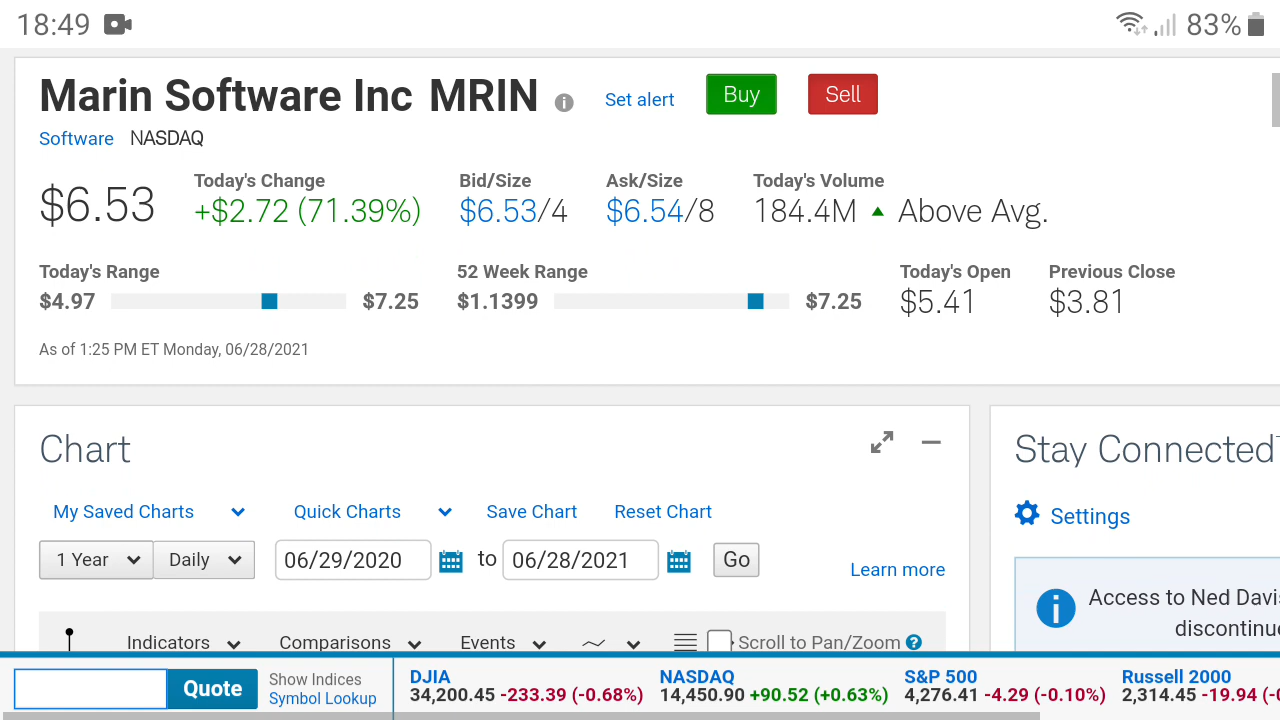 18:49 83%
Marin Software Inc MRIN Set alert Buy Sell
Software NASDAQ
Today's Change Bid/Size Ask/Size Today's Volume
$6.53 +$2.72 (71.39%) $6.53/4 $6.54/8 184.4M Above Avg.
Today's Range 52 Week Range Today's Open Previous Close
$4.97 $7.25 $1.1399 $7.25 $5.41 $3.81
As of 1:25 PM ET Monday, 06/28/2021
Chart
My Saved Charts Quick Charts Save Chart Reset Chart
1 Year Daily 06/29/2020 to 06/28/2021 Go
Learn more
Indicators Comparisons Events Scroll to Pan/Zoom ?
Stay Connected
Settings
Access to Ned Davi
discontinue
Quote Show Indices
Symbol Lookup
DJIA
34,200.45 -233.39 (-0.68%)
NASDAQ
14,450.90 +90.52 (+0.63%)
S&P 500
4,276.41 -4.29 (-0.10%)
Russell 2000
2,314.45 -19.94 (-0